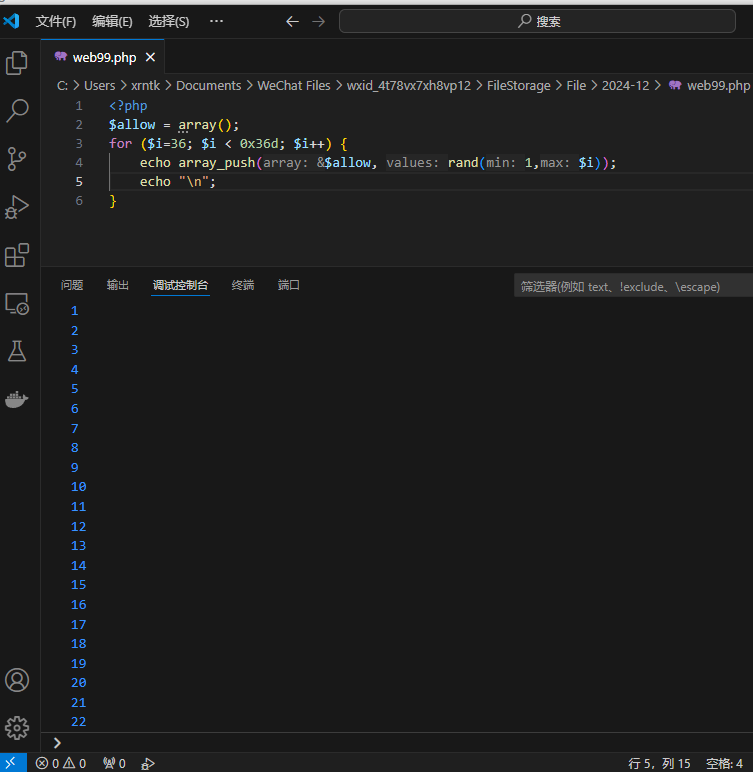 文件(F) 编辑(E) 选择(S) ··· 搜索
web99.php
C: > Users > xrntk > Documents > WeChat Files > wxid_4t78vx7xh8vp12 > FileStorage > File > 2024-12 > web99.php
1 <?php
2 $allow = array();
3 for ($i=36; $i < 0x36d; $i++) {
4 echo array_push(array: &$allow, values: rand(min: 1,max: $i));
5 echo "\n";
6 }
问题 输出 调试控制台 终端 端口 筛选器(例如 text、!exclude、\escape)
1
2
3
4
5
6
7
8
9
10
11
12
13
14
15
16
17
18
19
20
21
22
0 0 0 行 5，列 15 空格: 4